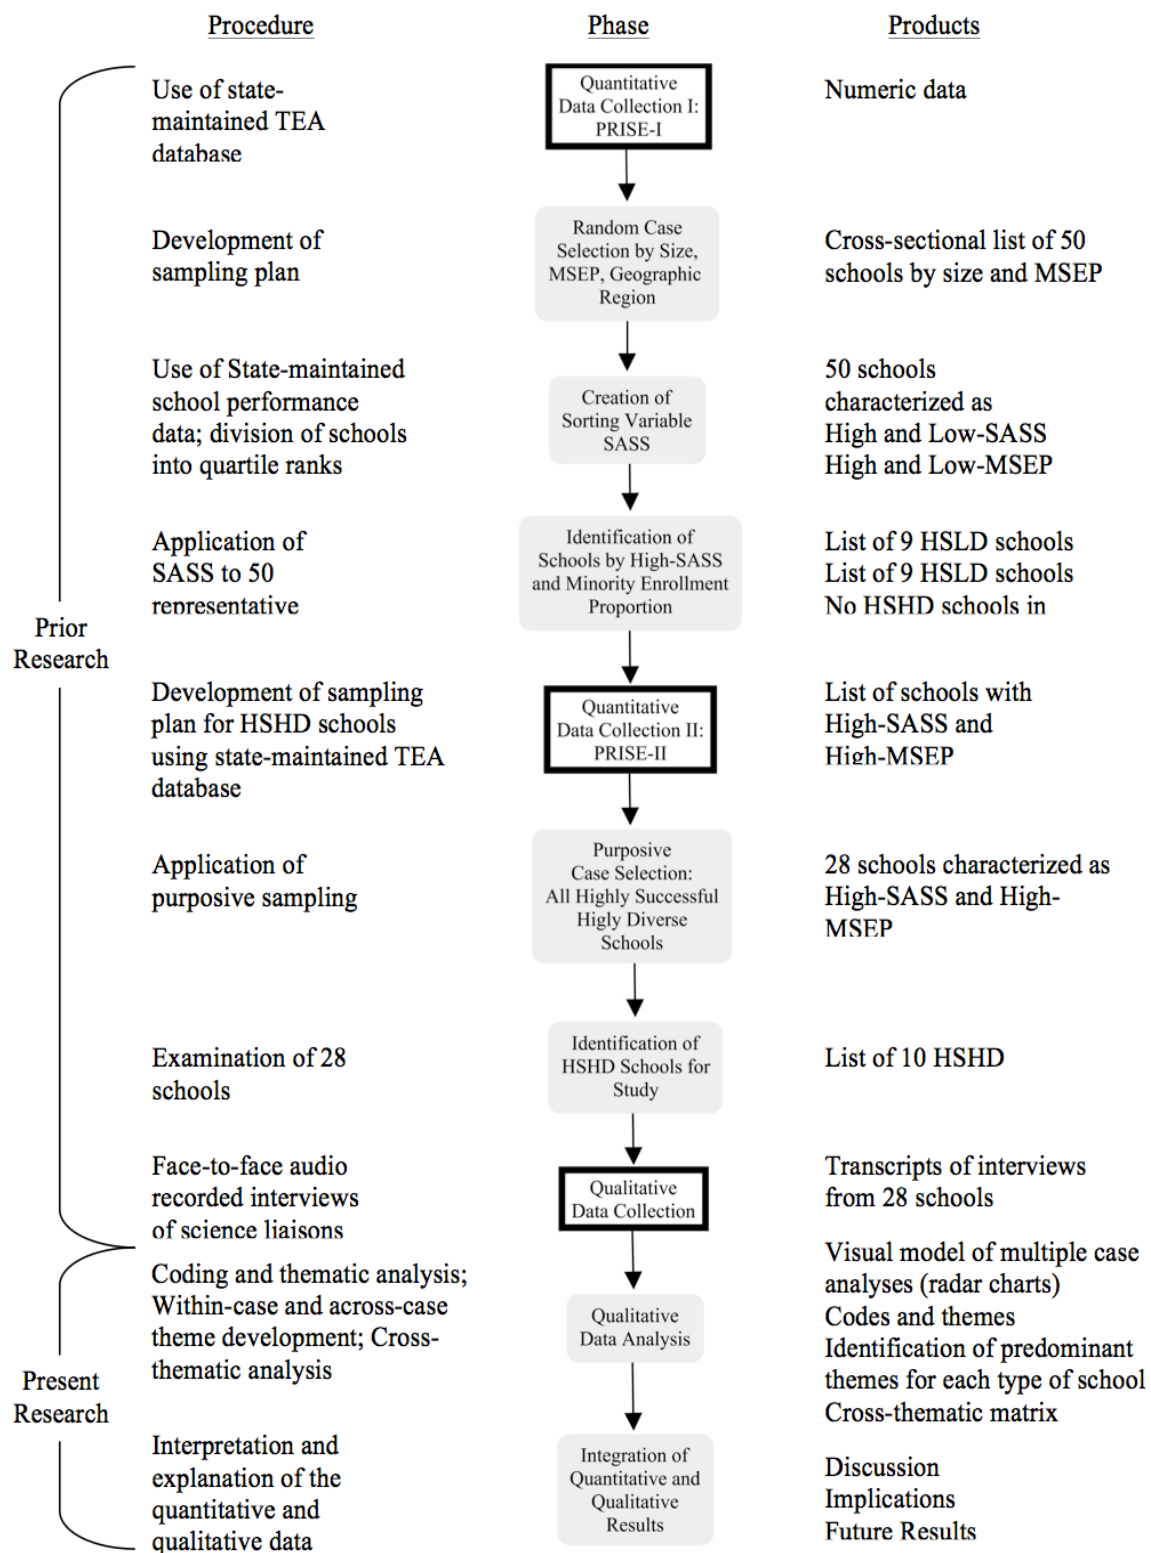 Procedure
Phase
Products
Use of state-
maintained TEA
database
Quantitative
Data Collection I:
PRISE-I
Numeric data
Development of
sampling plan
Random Case
Selection by Size,
MSEP, Geographic
Region
Cross-sectional list of 50
schools by size and MSEP
Use of State-maintained
school performance
data; division of schools
into quartile ranks
Creation of
Sorting Variable
SASS
50 schools
characterized as
High and Low-SASS
High and Low-MSEP
Application of
SASS to 50
representative
Identification of
Schools by High-SASS
and Minority Enrollment
Proportion
List of 9 HSLD schools
List of 9 HSLD schools
No HSHD schools in
Prior
Research
Development of sampling
plan for HSHD schools
using state-maintained TEA
database
Quantitative
Data Collection II:
PRISE-II
List of schools with
High-SASS and
High-MSEP
Application of
purposive sampling
Purposive
Case Selection:
All Highly Successful
Higly Diverse
Schools
28 schools characterized as
High-SASS and High-
MSEP
Examination of 28
schools
Identification of
HSHD Schools for
Study
List of 10 HSHD
Face-to-face audio
recorded interviews
of science liaisons
Qualitative
Data Collection
Transcripts of interviews
from 28 schools
Coding and thematic analysis;
Within-case and across-case
theme development; Cross-
thematic analysis
Qualitative
Data Analysis
Visual model of multiple case
analyses (radar charts)
Codes and themes
Identification of predominant
themes for each type of school
Cross-thematic matrix
Present
Research
Interpretation and
explanation of the
quantitative and
qualitative data
Integration of
Quantitative and
Qualitative
Results
Discussion
Implications
Future Results